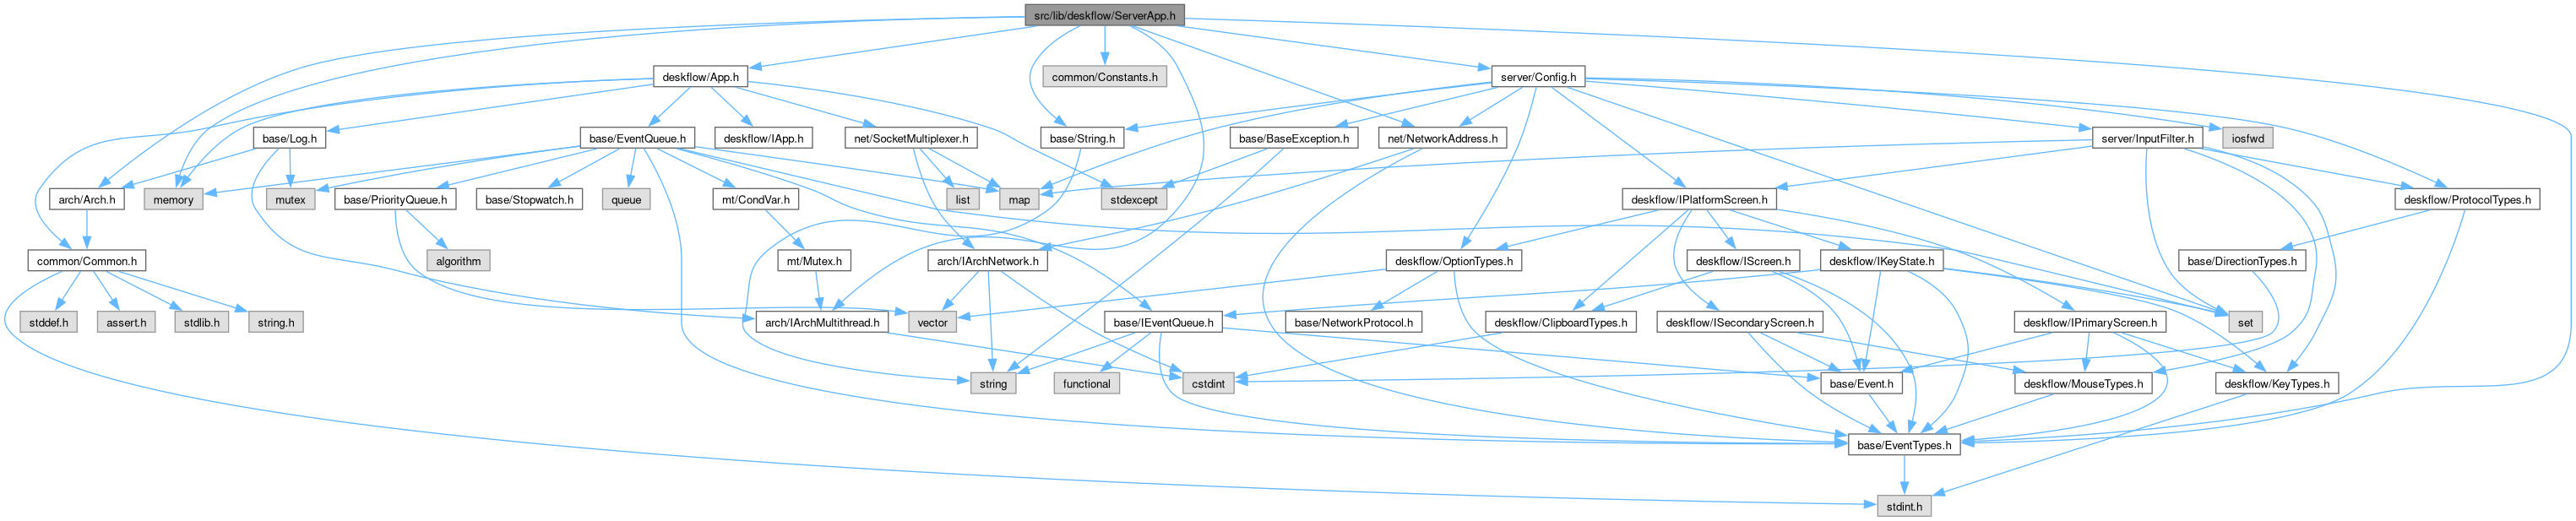 src/lib/deskflow/ServerApp.h
deskflow/App.h
common/Constants.h
server/Config.h
base/Log.h
base/EventQueue.h
deskflow/IApp.h
net/SocketMultiplexer.h
base/String.h
base/BaseException.h
net/NetworkAddress.h
server/InputFilter.h
iosfwd
arch/Arch.h
memory
mutex
base/PriorityQueue.h
base/Stopwatch.h
queue
mt/CondVar.h
list
map
stdexcept
deskflow/IPlatformScreen.h
deskflow/ProtocolTypes.h
common/Common.h
algorithm
mt/Mutex.h
arch/IArchNetwork.h
deskflow/OptionTypes.h
deskflow/IScreen.h
deskflow/IKeyState.h
base/DirectionTypes.h
stddef.h
assert.h
stdlib.h
string.h
arch/IArchMultithread.h
vector
base/IEventQueue.h
base/NetworkProtocol.h
deskflow/ClipboardTypes.h
deskflow/ISecondaryScreen.h
deskflow/IPrimaryScreen.h
set
string
functional
cstdint
base/Event.h
deskflow/MouseTypes.h
deskflow/KeyTypes.h
base/EventTypes.h
stdint.h